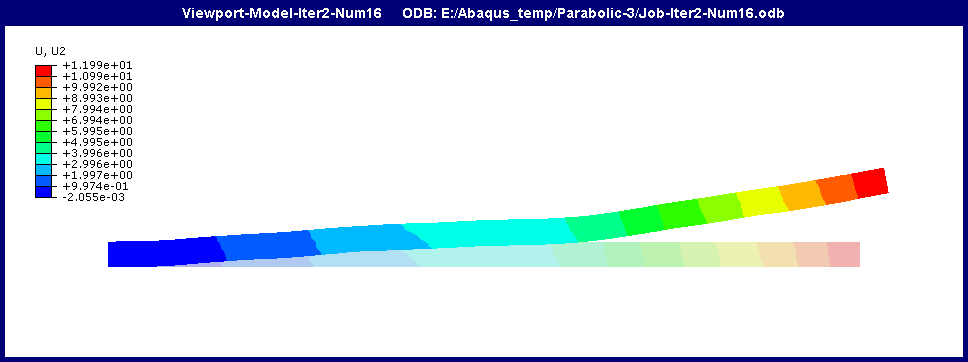 Viewport-Model-Iter2-Num16 ODB: E:/Abaqus_temp/Parabolic-3/Job-Iter2-Num16.odb
U, U2
+1.199e+01
+1.099e+01
+9.992e+00
+8.993e+00
+7.994e+00
+6.994e+00
+5.995e+00
+4.995e+00
+3.996e+00
+2.996e+00
+1.997e+00
+9.974e-01
-2.055e-03